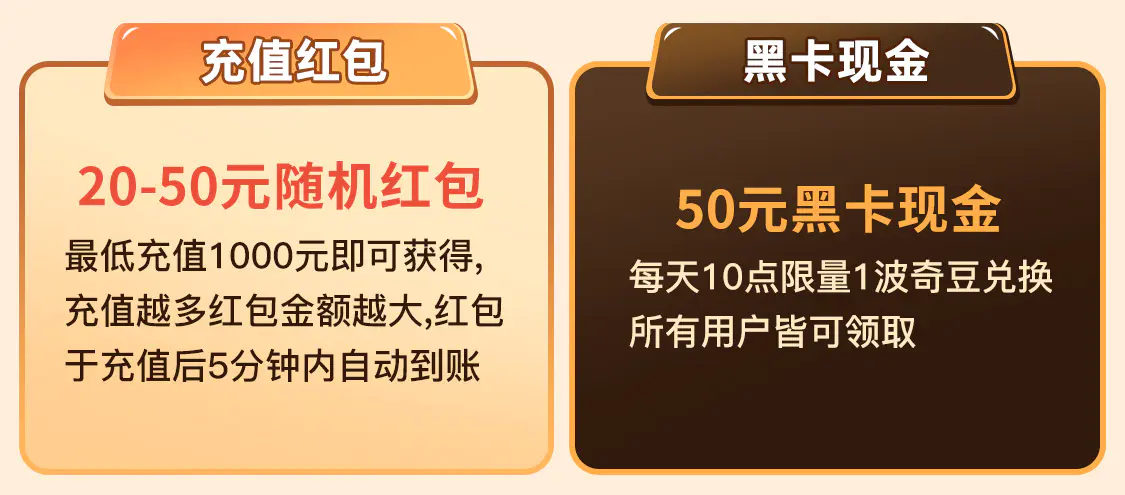 充值红包
20-50元随机红包
最低充值1000元即可获得,
充值越多红包金额越大,红包
于充值后5分钟内自动到账
黑卡现金
50元黑卡现金
每天10点限量1波奇豆兑换
所有用户皆可领取